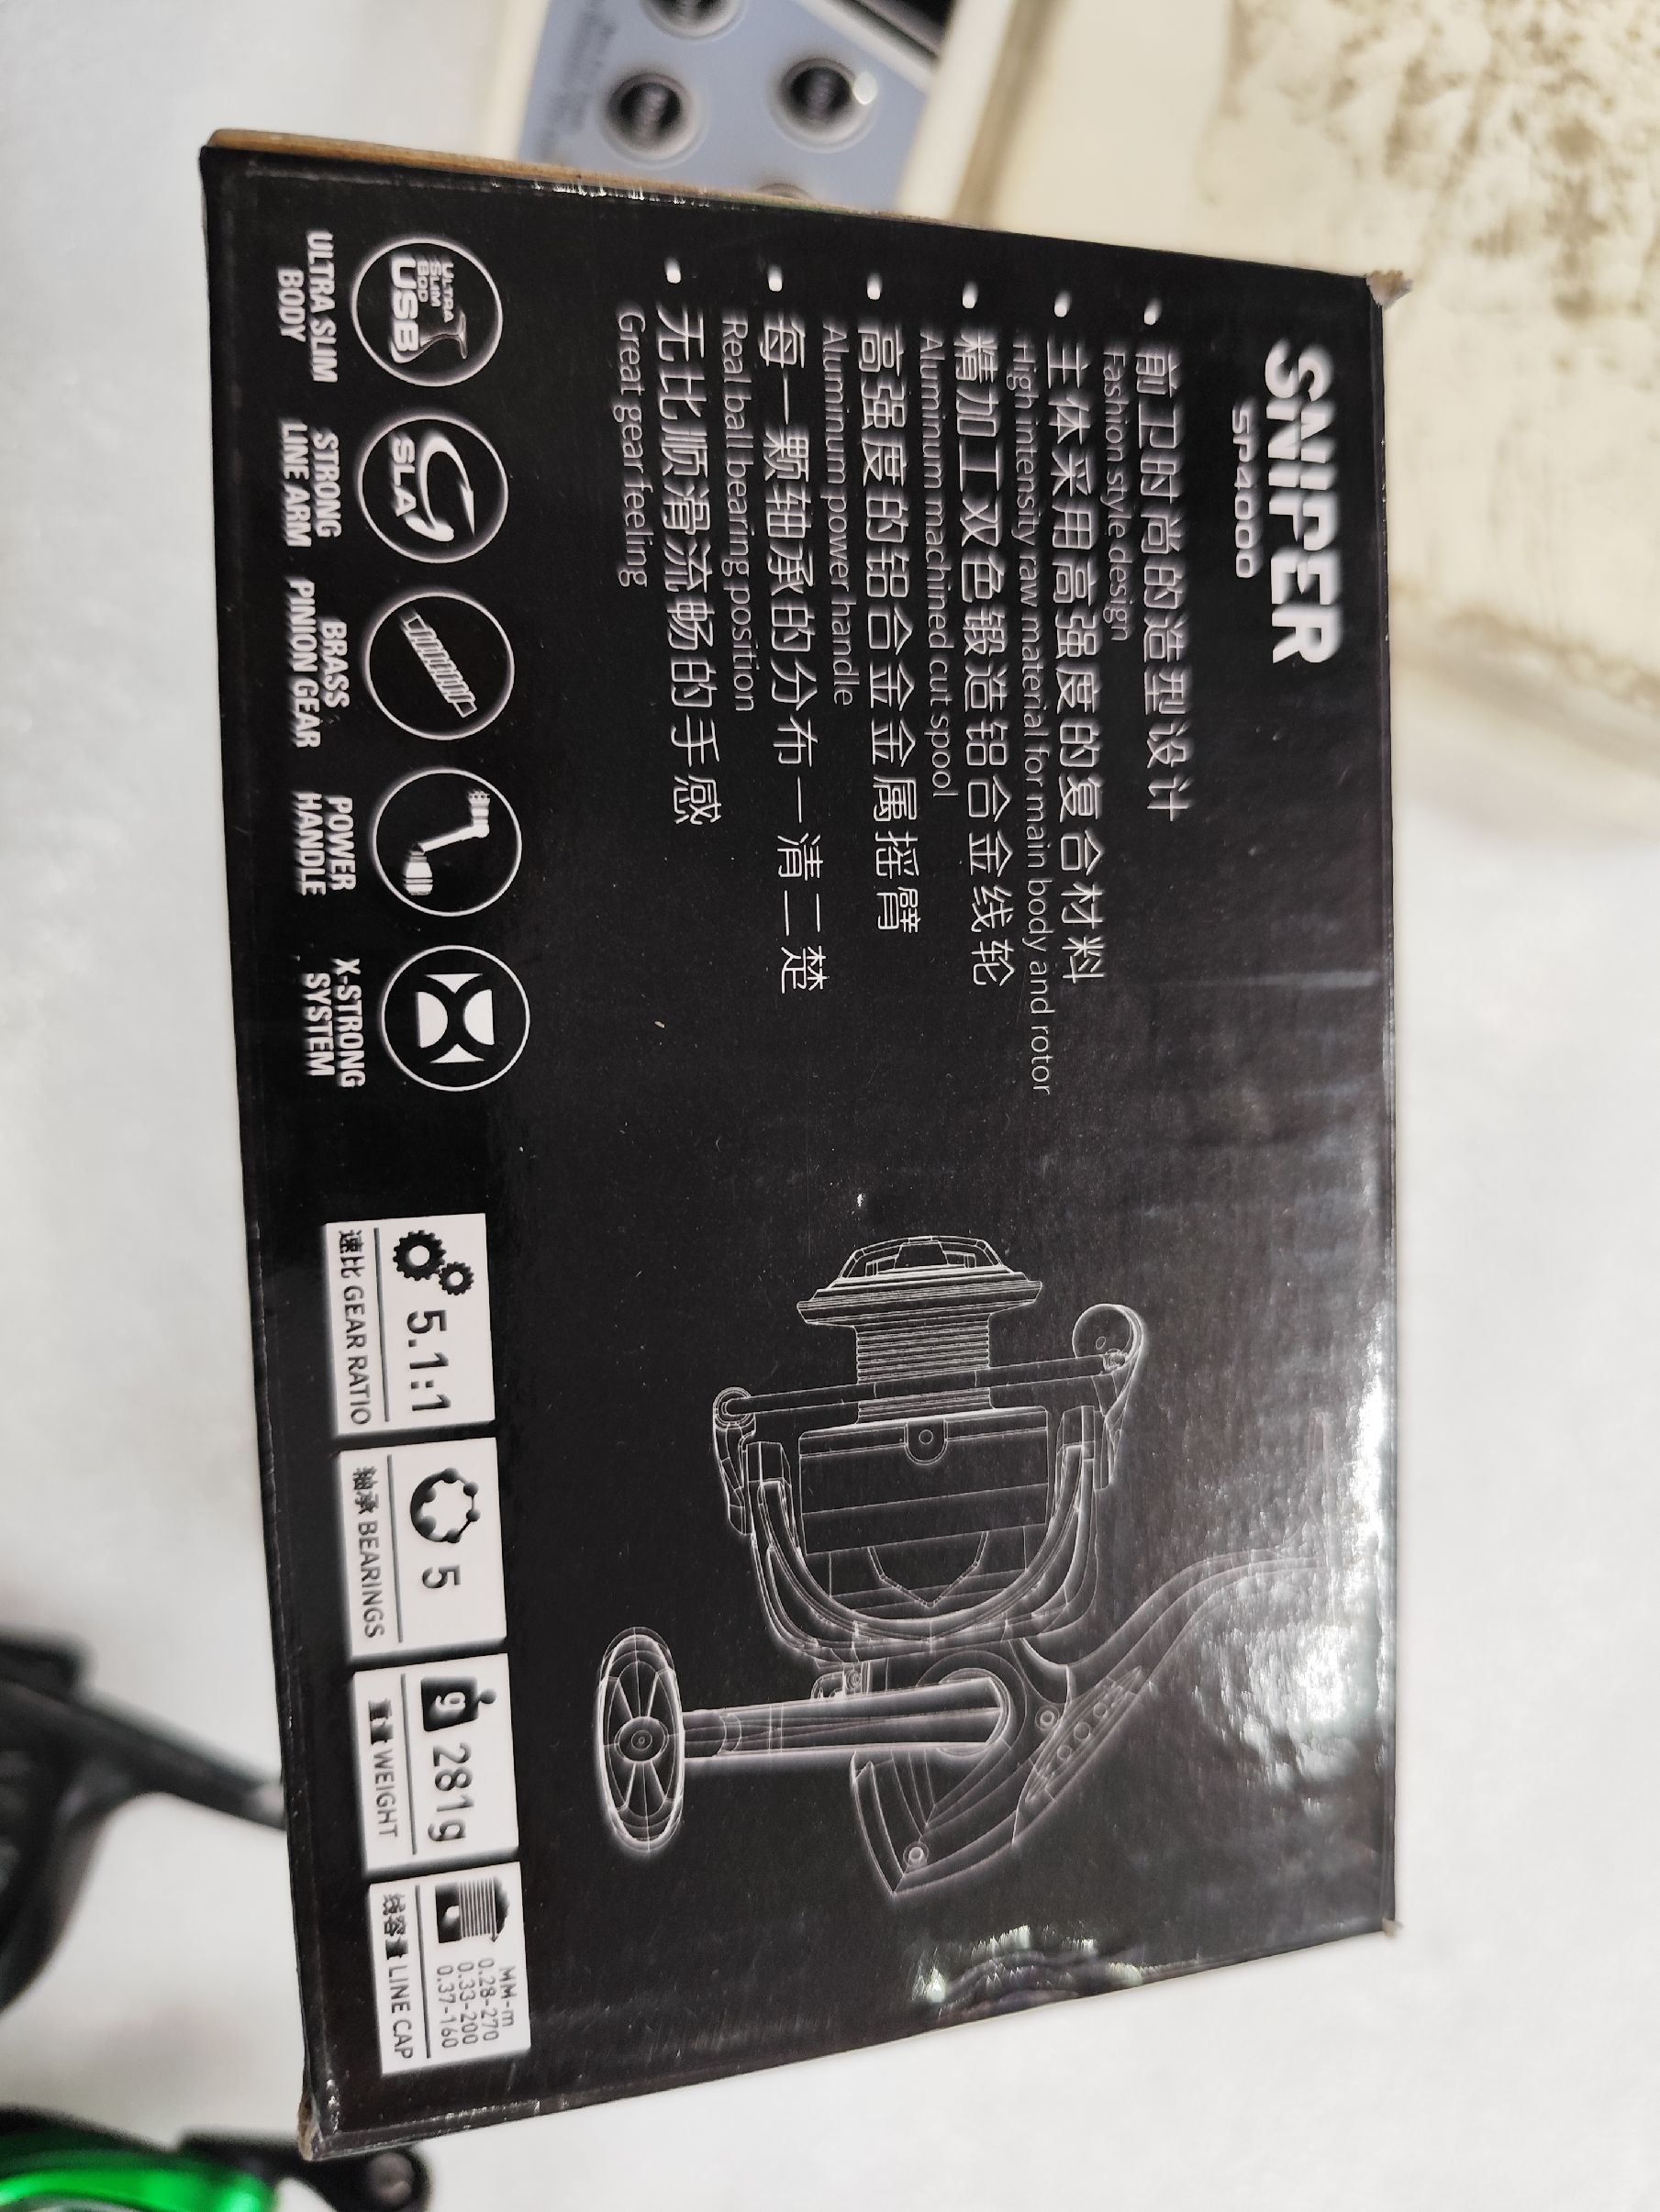 SNIPER
SP4000
前卫时尚的造型设计
Fashion style design
主体采用高强度的复合材料
High intensity raw material for main body and rotor
精加工双色锻造铝合金线轮
Aluminum machined cut spool
高强度的铝合金金属摇臂
Aluminum power handle
每一颗轴承的分布一清二楚
Real ball bearing position
无比顺滑流畅的手感
Great gear feeling
ULTRA
SLIM
BOD
USB
ULTRA SLIM
BODY
SLA
STRONG
LINE ARM
BRASS
PINION GEAR
POWER
HANDLE
X-STRONG
SYSTEM
5.1:1
速比 GEAR RATIO
5
轴承 BEARINGS
g 281g
重量 WEIGHT
MM-m
0.28-270
0.33-200
0.37-160
线容量 LINE CAP